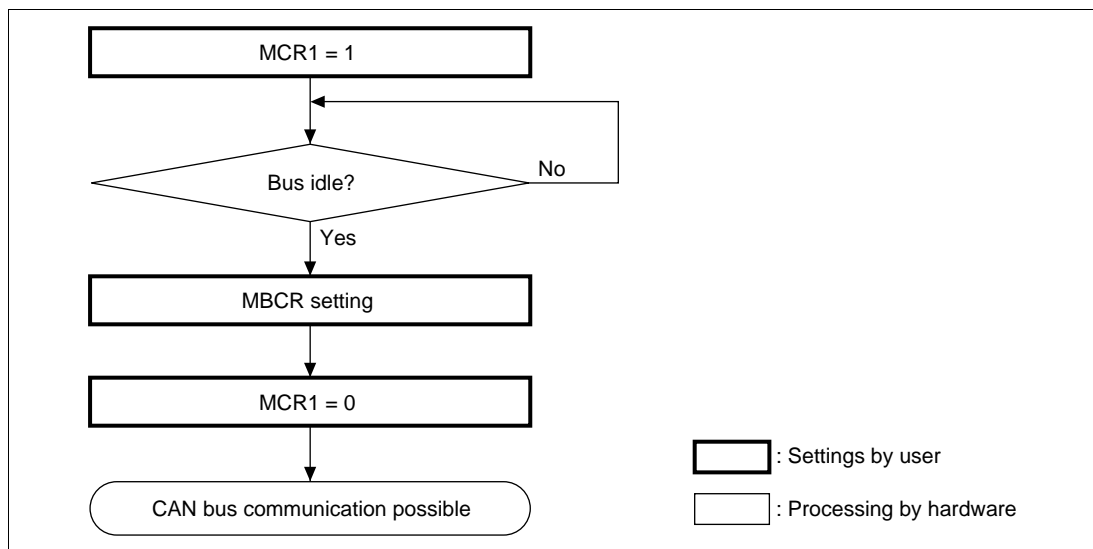 MCR1 = 1
Bus idle?
No
Yes
MBCR setting
MCR1 = 0
CAN bus communication possible
: Settings by user
: Processing by hardware